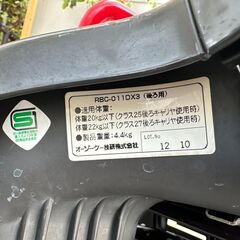 RBC-011DX3 (後ろ用)
●適用体重:
体重20kg以下(クラス25後ろキャリヤ使用時)
体重22kg以下(クラス27後ろキャリヤ使用時)
●製品重量:4.4kg
オージーケー技研株式会社
LOT.No
12 10